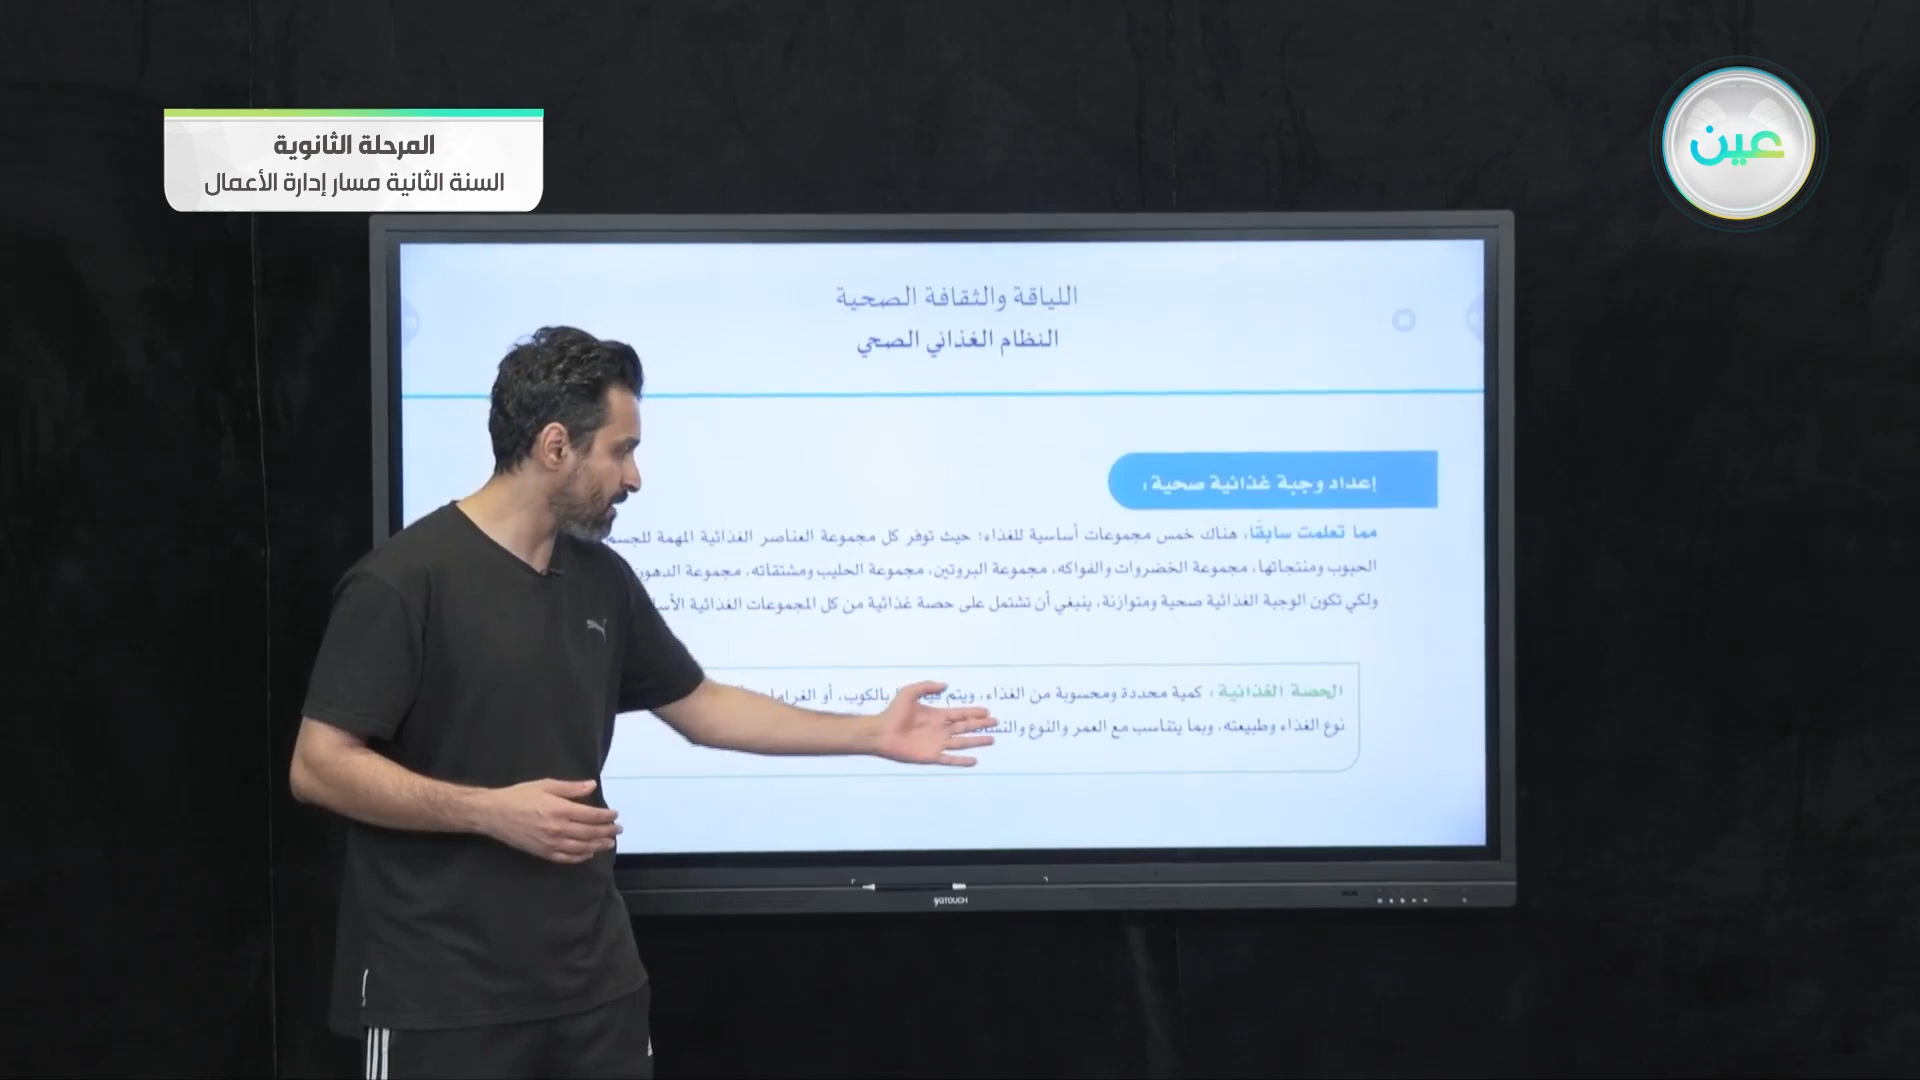 المرحلة الثانوية
السنة الثانية مسار إدارة الأعمال
عين
اللياقة والثقافة الصحية
النظام الغذائي الصحي
إعداد وجبة غذائية صحية :
مما تعلمت سابقًا، هناك خمس مجموعات أساسية للغذاء؛ حيث توفر كل مجموعة العناصر الغذائية المهمة للجسم
الحبوب ومنتجاتها، مجموعة الخضروات والفواكه، مجموعة البروتين، مجموعة الحليب ومشتقاته، مجموعة الدهون
ولكي تكون الوجبة الغذائية صحية ومتوازنة، ينبغي أن تشتمل على حصة غذائية من كل المجموعات الغذائية
الحصة الغذائية : كمية محددة ومحسوبة من الغذاء، ويتم بالكوب، أو
نوع الغذاء وطبيعته، وبما يتناسب مع العمر والنوع